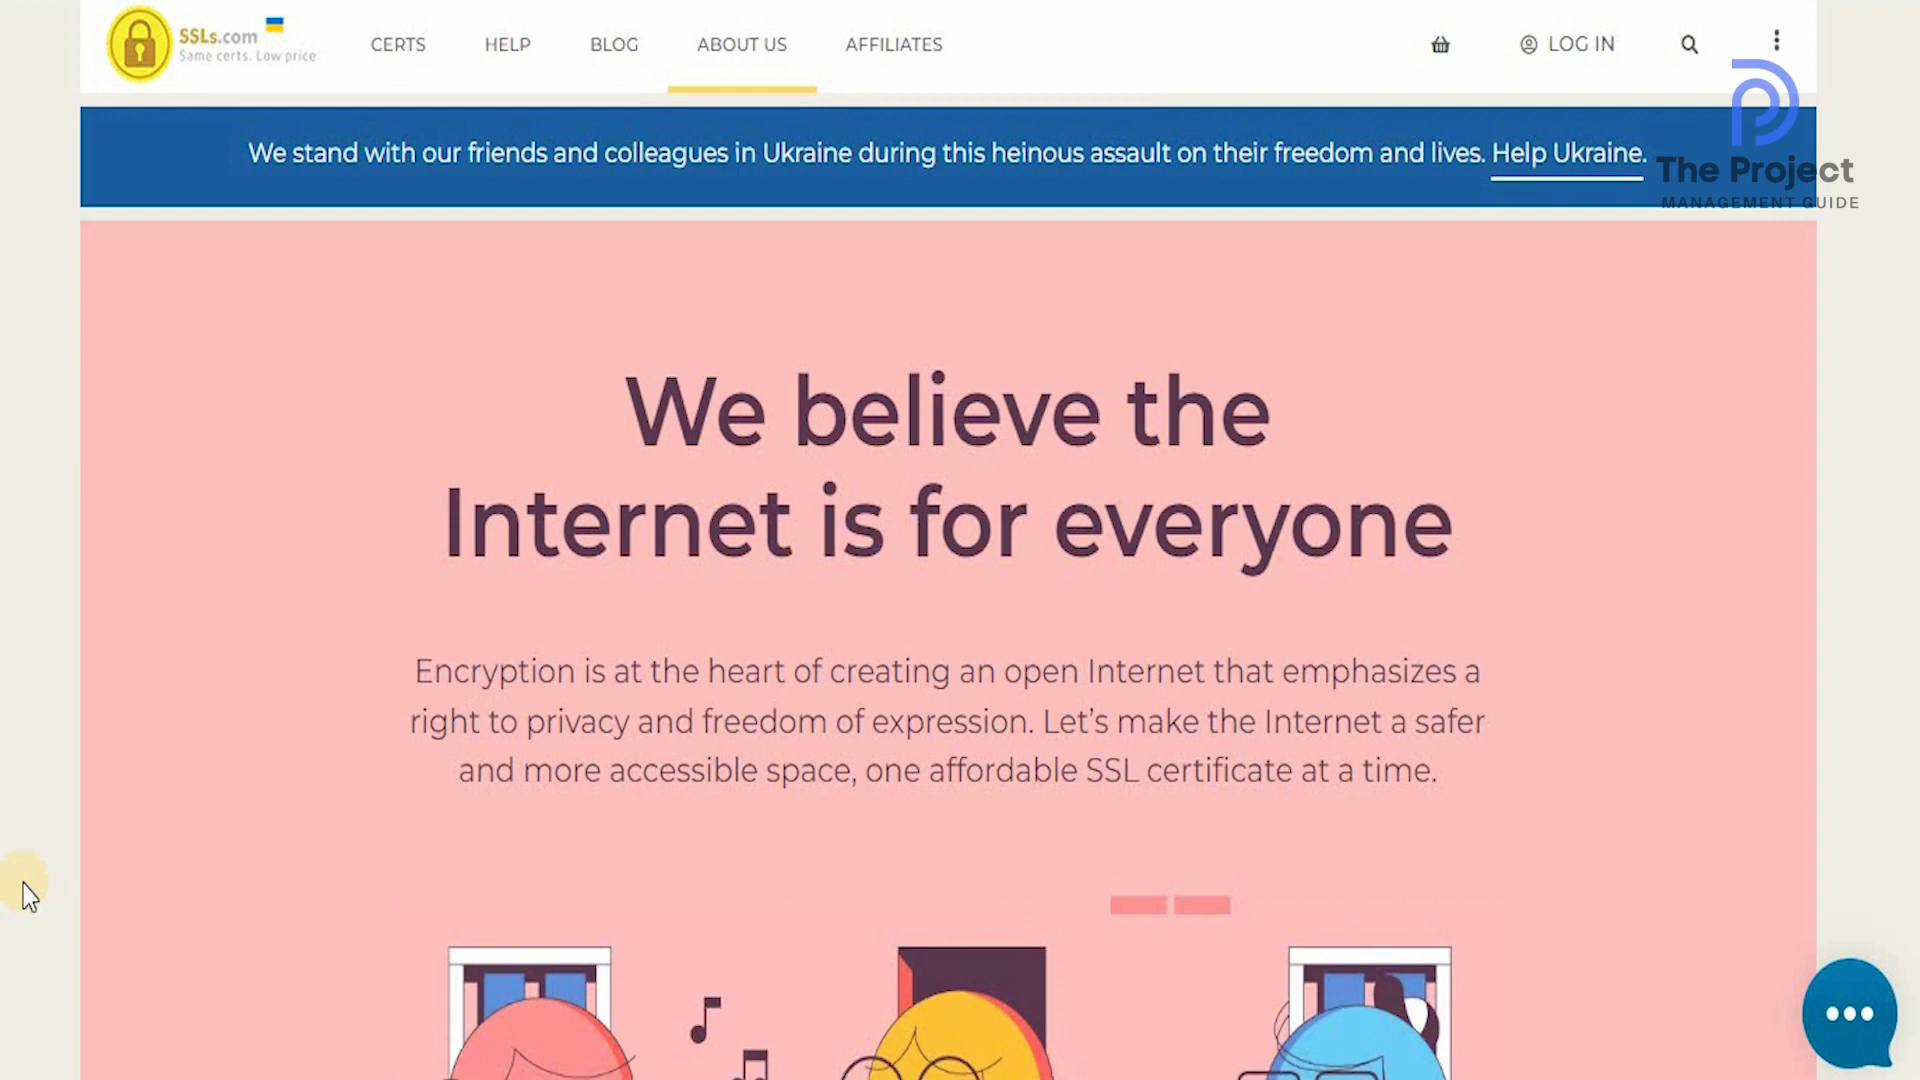 SSLs.com
Same certs. Low price
CERTS
HELP
BLOG
ABOUT US
AFFILIATES
LOG IN
We stand with our friends and colleagues in Ukraine during this heinous assault on their freedom and lives. Help Ukraine.
The Project
MANAGEMENT GUIDE
We believe the
Internet is for everyone
Encryption is at the heart of creating an open Internet that emphasizes a
right to privacy and freedom of expression. Let’s make the Internet a safer
and more accessible space, one affordable SSL certificate at a time.